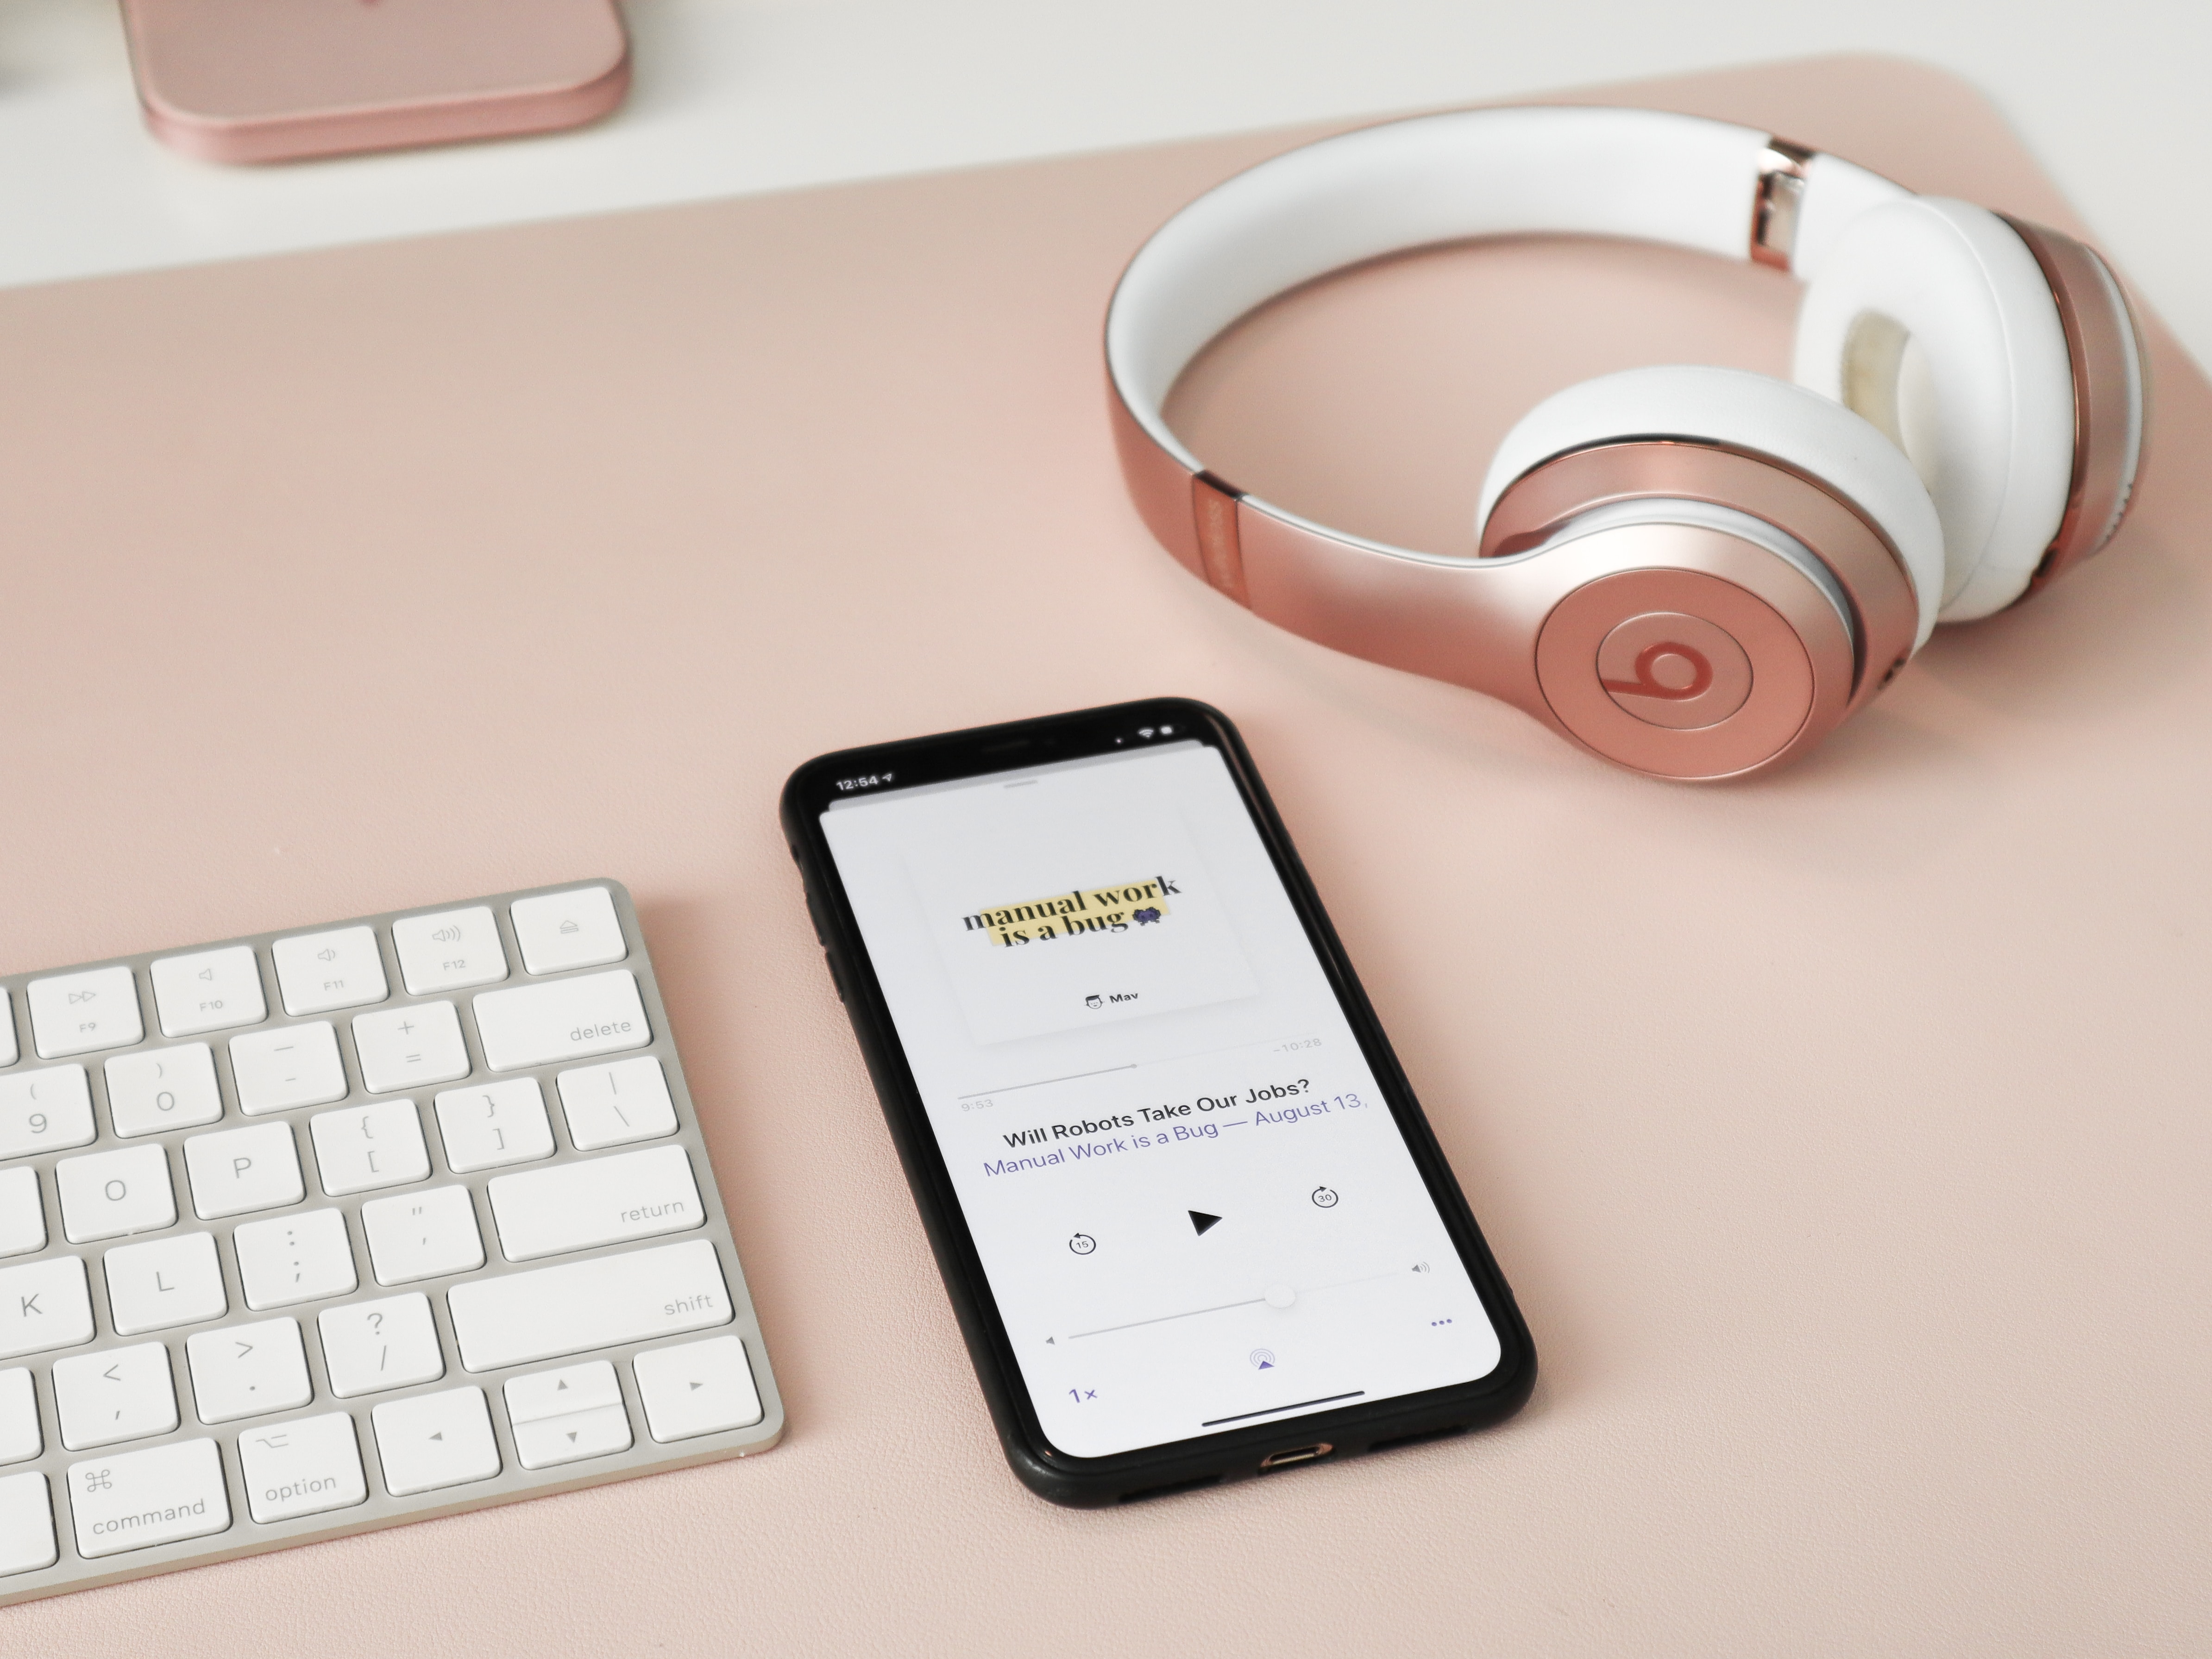 wireless
b
12:54
manual work
is a bug
Mav
9:53
-10:28
Will Robots Take Our Jobs?
Manual Work is a Bug — August 13,
15
30
1×
F9
F10
F11
F12
( 9
) 0
— -
+ =
delete
O
P
{ [
} ]
| \
K
L
: ;
" '
return
< ,
> .
? /
shift
command
option